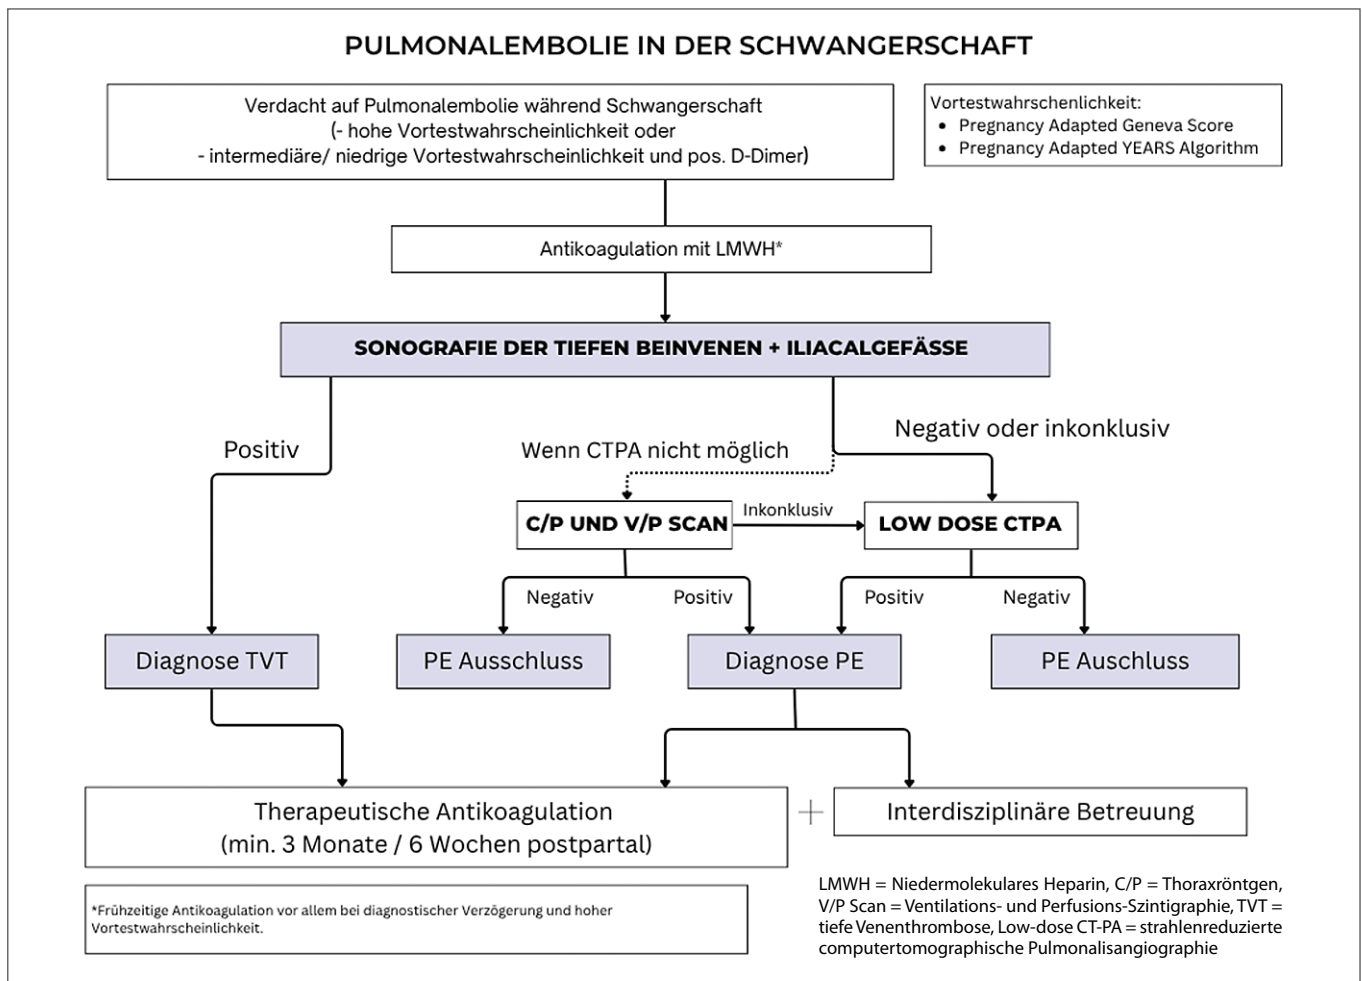 PULMONALEMBOLIE IN DER SCHWANGERSCHAFT
Verdacht auf Pulmonalembolie während Schwangerschaft
(- hohe Vortestwahrscheinlichkeit oder
- intermediäre/ niedrige Vortestwahrscheinlichkeit und pos. D-Dimer)
Vortestwahrschenlichkeit:
• Pregnancy Adapted Geneva Score
• Pregnancy Adapted YEARS Algorithm
Antikoagulation mit LMWH*
SONOGRAFIE DER TIEFEN BEINVENEN + ILIACALGEFÄSSE
Positiv
Wenn CTPA nicht möglich
Negativ oder inkonklusiv
C/P UND V/P SCAN
Inkonklusiv
LOW DOSE CTPA
Negativ
Positiv
Positiv
Negativ
Diagnose TVT
PE Ausschluss
Diagnose PE
PE Auschluss
Therapeutische Antikoagulation
(min. 3 Monate / 6 Wochen postpartal)
+
Interdisziplinäre Betreuung
*Frühzeitige Antikoagulation vor allem bei diagnostischer Verzögerung und hoher
Vortestwahrscheinlichkeit.
LMWH = Niedermolekulares Heparin, C/P = Thoraxröntgen,
V/P Scan = Ventilations- und Perfusions-Szintigraphie, TVT =
tiefe Venenthrombose, Low-dose CT-PA = strahlenreduzierte
computertomographische Pulmonalisangiographie